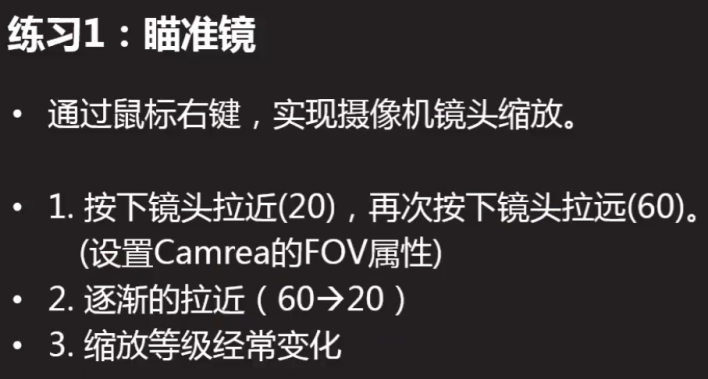 练习1：瞄准镜
• 通过鼠标右键，实现摄像机镜头缩放。
• 1. 按下镜头拉近(20)，再次按下镜头拉远(60)。
(设置Camrea的FOV属性)
• 2. 逐渐的拉近（60→20）
• 3. 缩放等级经常变化